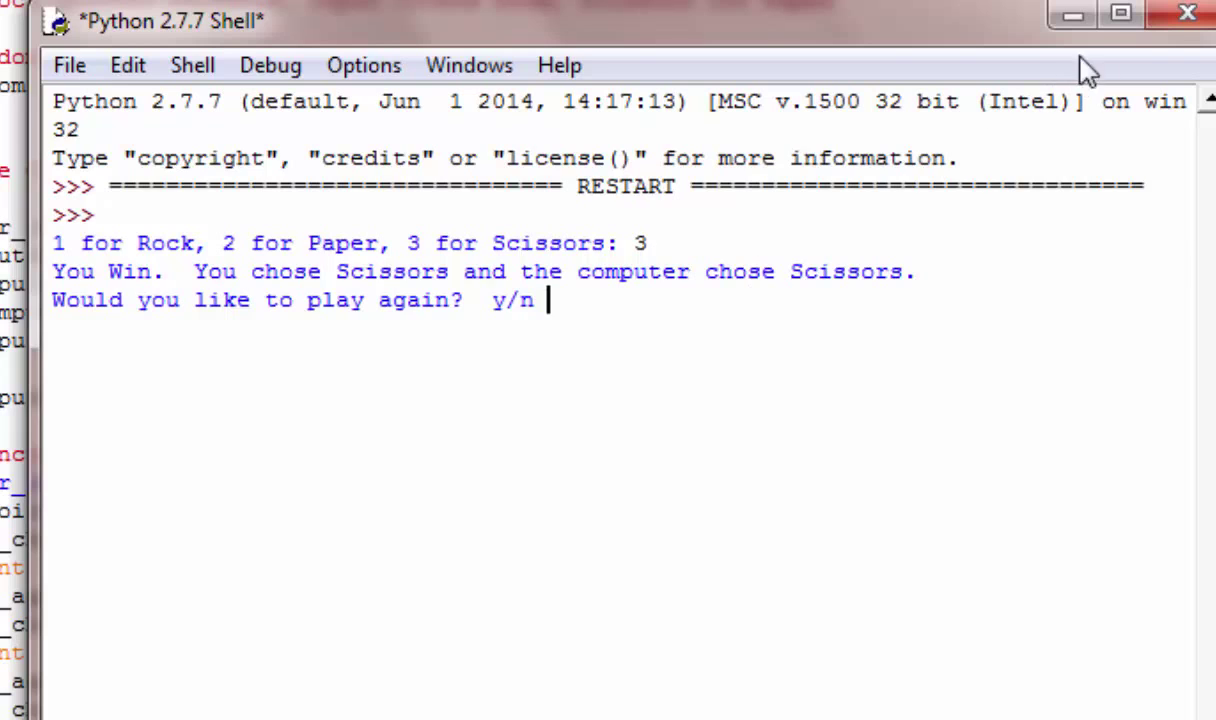 *Python 2.7.7 Shell*
File Edit Shell Debug Options Windows Help
Python 2.7.7 (default, Jun  1 2014, 14:17:13) [MSC v.1500 32 bit (Intel)] on win
32
Type "copyright", "credits" or "license()" for more information.
>>> ================================ RESTART ================================
>>>
1 for Rock, 2 for Paper, 3 for Scissors: 3
You Win.  You chose Scissors and the computer chose Scissors.
Would you like to play again?  y/n